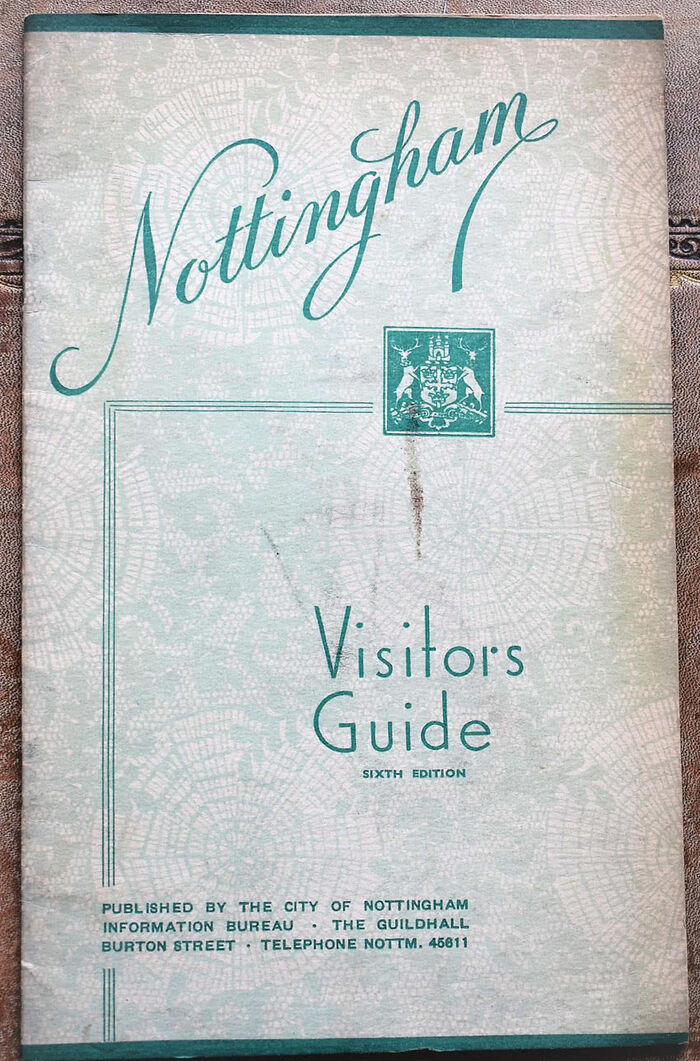 Nottingham
Visitors
Guide
SIXTH EDITION
PUBLISHED BY THE CITY OF NOTTINGHAM
INFORMATION BUREAU · THE GUILDHALL
BURTON STREET · TELEPHONE NOTTM. 45611